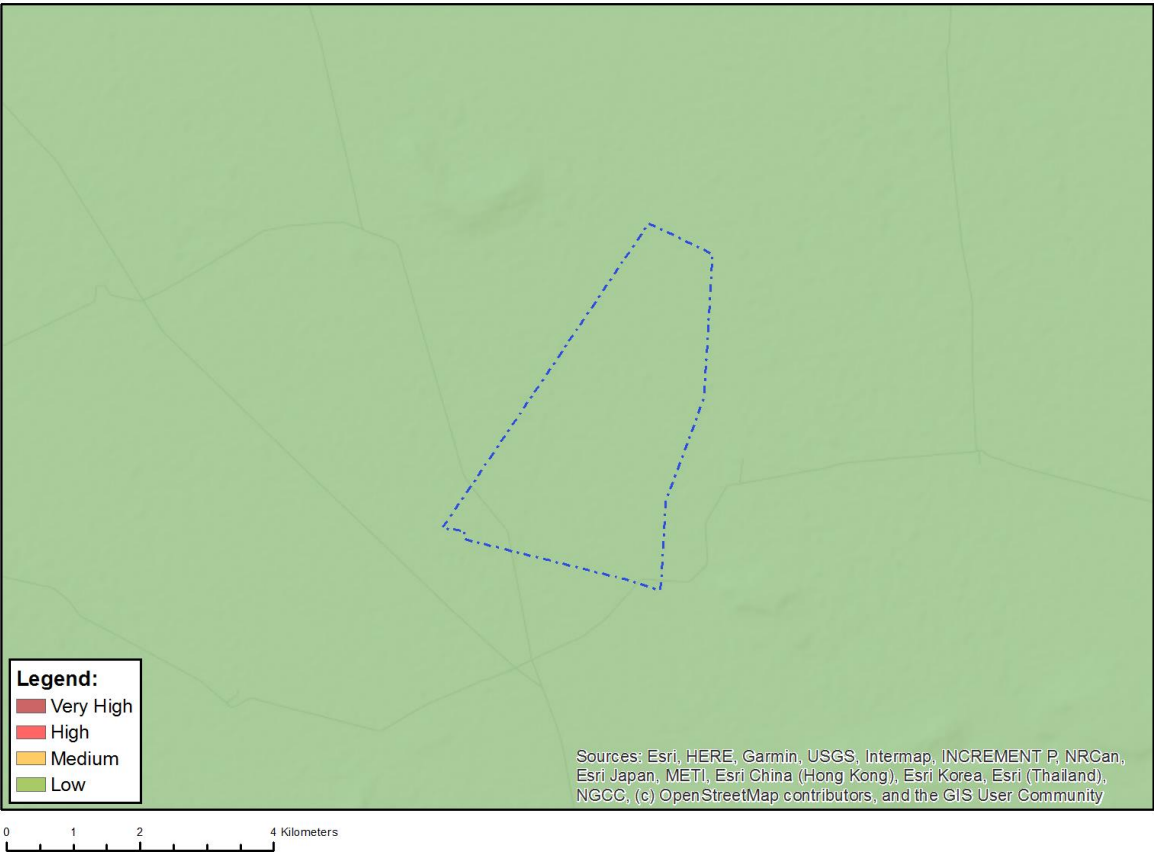 Legend:
Very High
High
Medium
Low
Sources: Esri, HERE, Garmin, USGS, Intermap, INCREMENT P, NRCan,
Esri Japan, METI, Esri China (Hong Kong), Esri Korea, Esri (Thailand),
NGCC, (c) OpenStreetMap contributors, and the GIS User Community
0 1 2 4 Kilometers